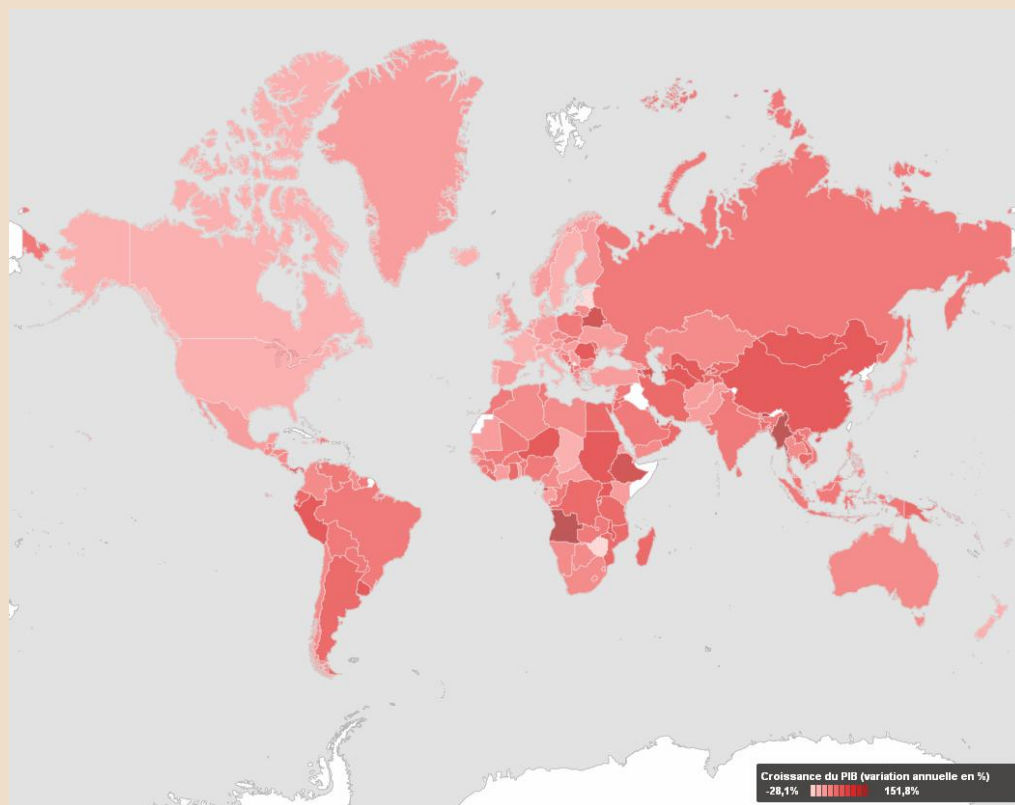 Croissance du PIB (variation annuelle en %)
-28,1% 151,8%